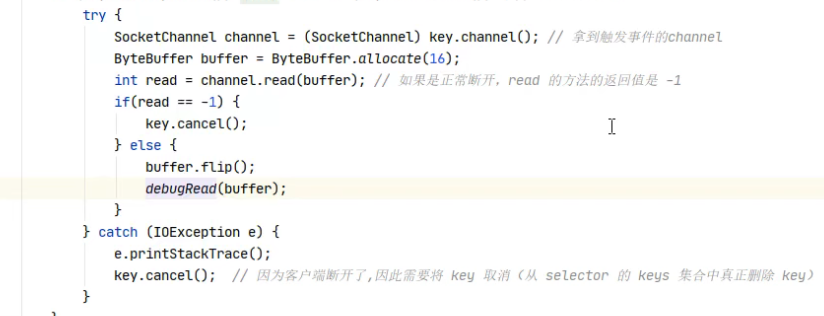 try {
SocketChannel channel = (SocketChannel) key.channel(); // 拿到触发事件的channel
ByteBuffer buffer = ByteBuffer.allocate(16);
int read = channel.read(buffer); // 如果是正常断开，read 的方法的返回值是 -1
if(read == -1) {
key.cancel();
} else {
buffer.flip();
debugRead(buffer);
}
} catch (IOException e) {
e.printStackTrace();
key.cancel();  // 因为客户端断开了,因此需要将 key 取消（从 selector 的 keys 集合中真正删除 key）
}